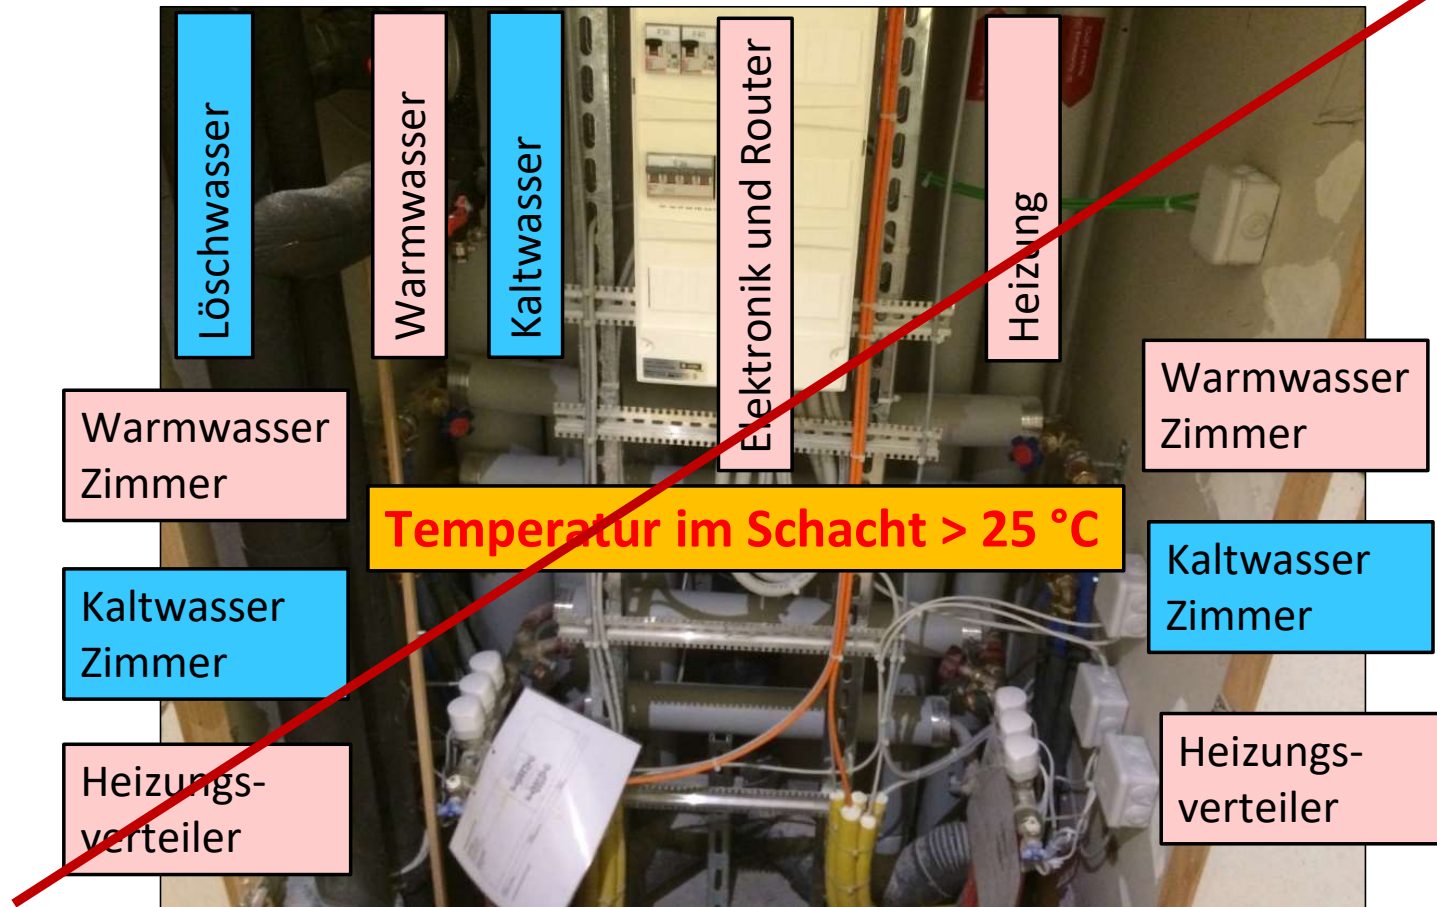 Löschwasser
Warmwasser
Kaltwasser
Elektronik und Router
Heizung
Warmwasser
Zimmer
Warmwasser
Zimmer
Temperatur im Schacht > 25 °C
Kaltwasser
Zimmer
Kaltwasser
Zimmer
Heizungs-
verteiler
Heizungs-
verteiler